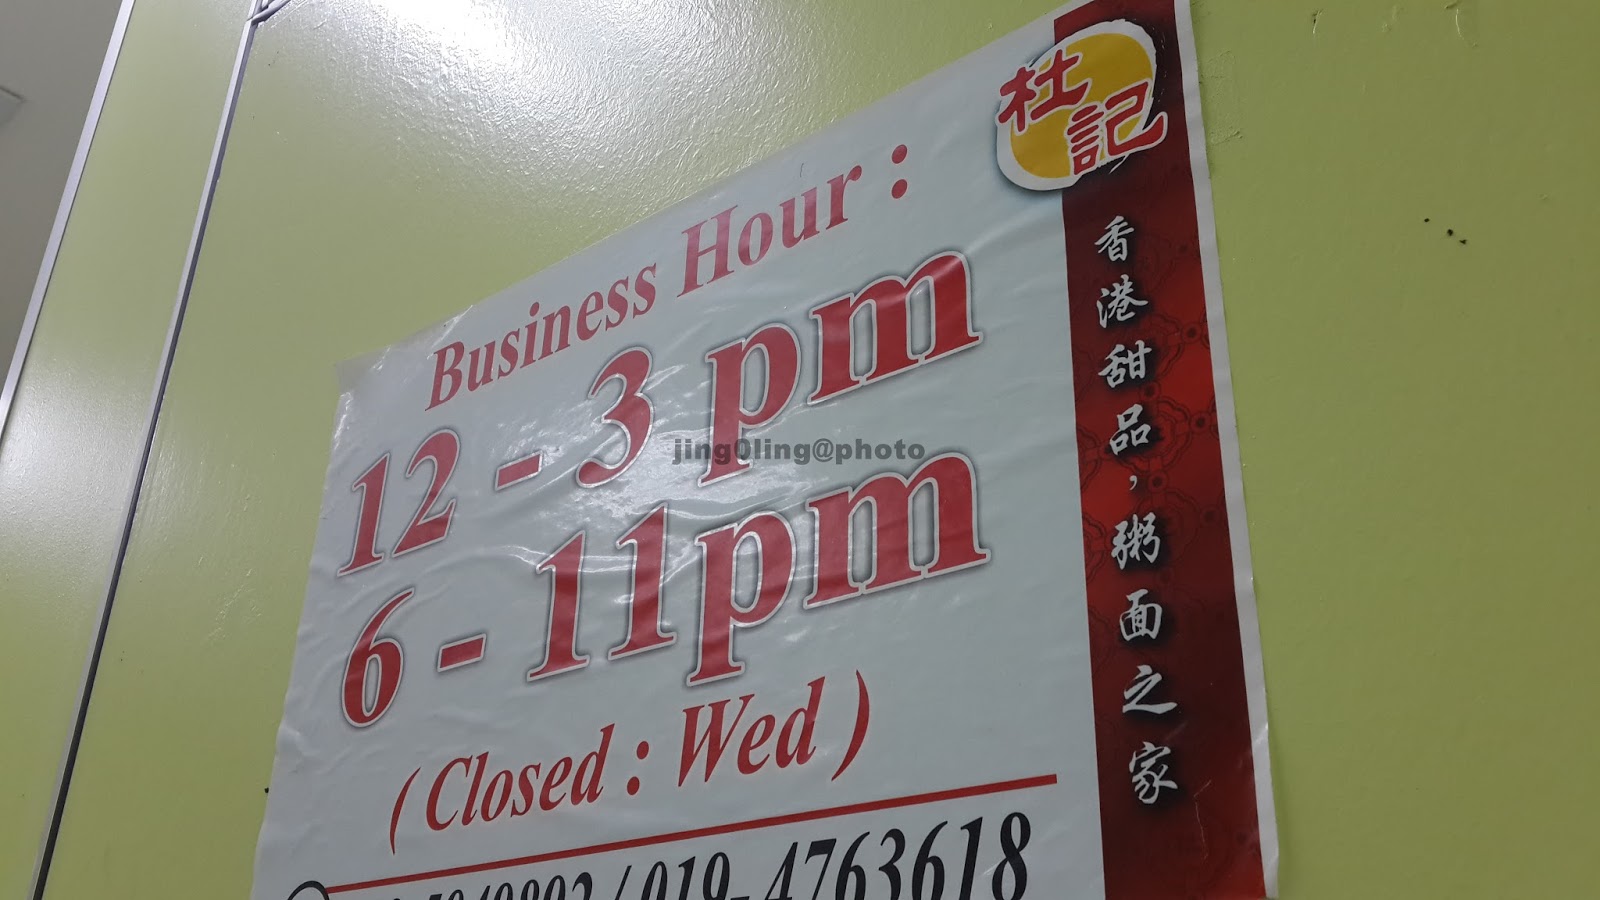 杜記
Business Hour :
12 - 3 pm
6 - 11pm
( Closed : Wed )
019-4763618
香港甜品，粥面之家
jing0ling@photo